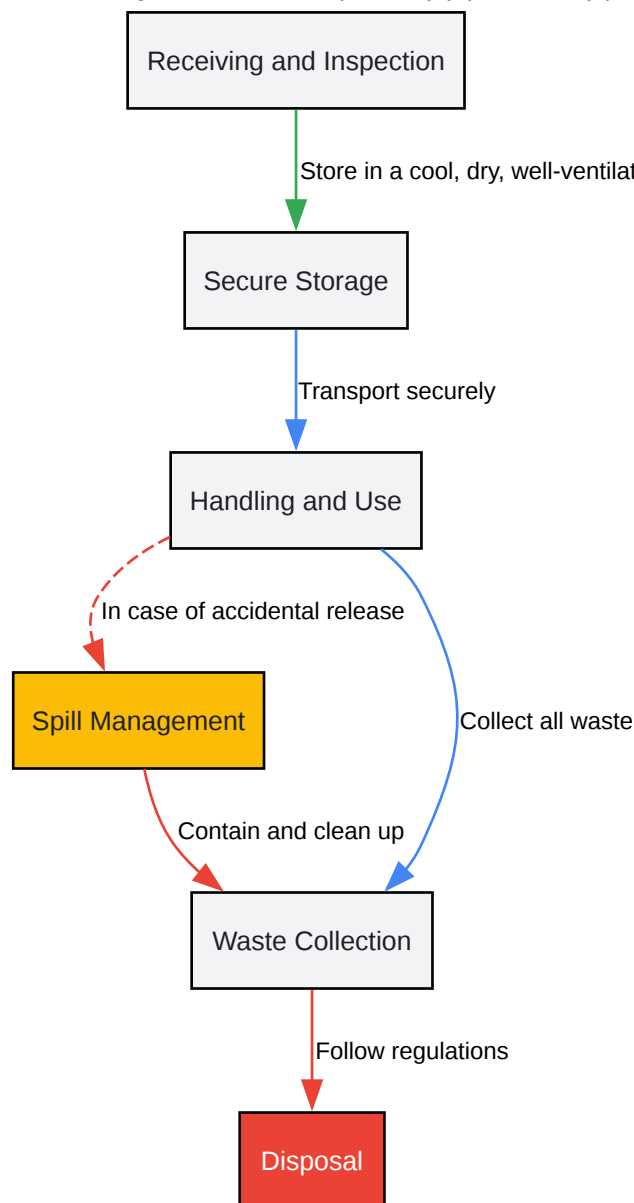 Receiving and Inspection
Store in a cool, dry, well-ventilat
Secure Storage
Transport securely
Handling and Use
In case of accidental release
Spill Management
Collect all waste
Contain and clean up
Waste Collection
Follow regulations
Disposal